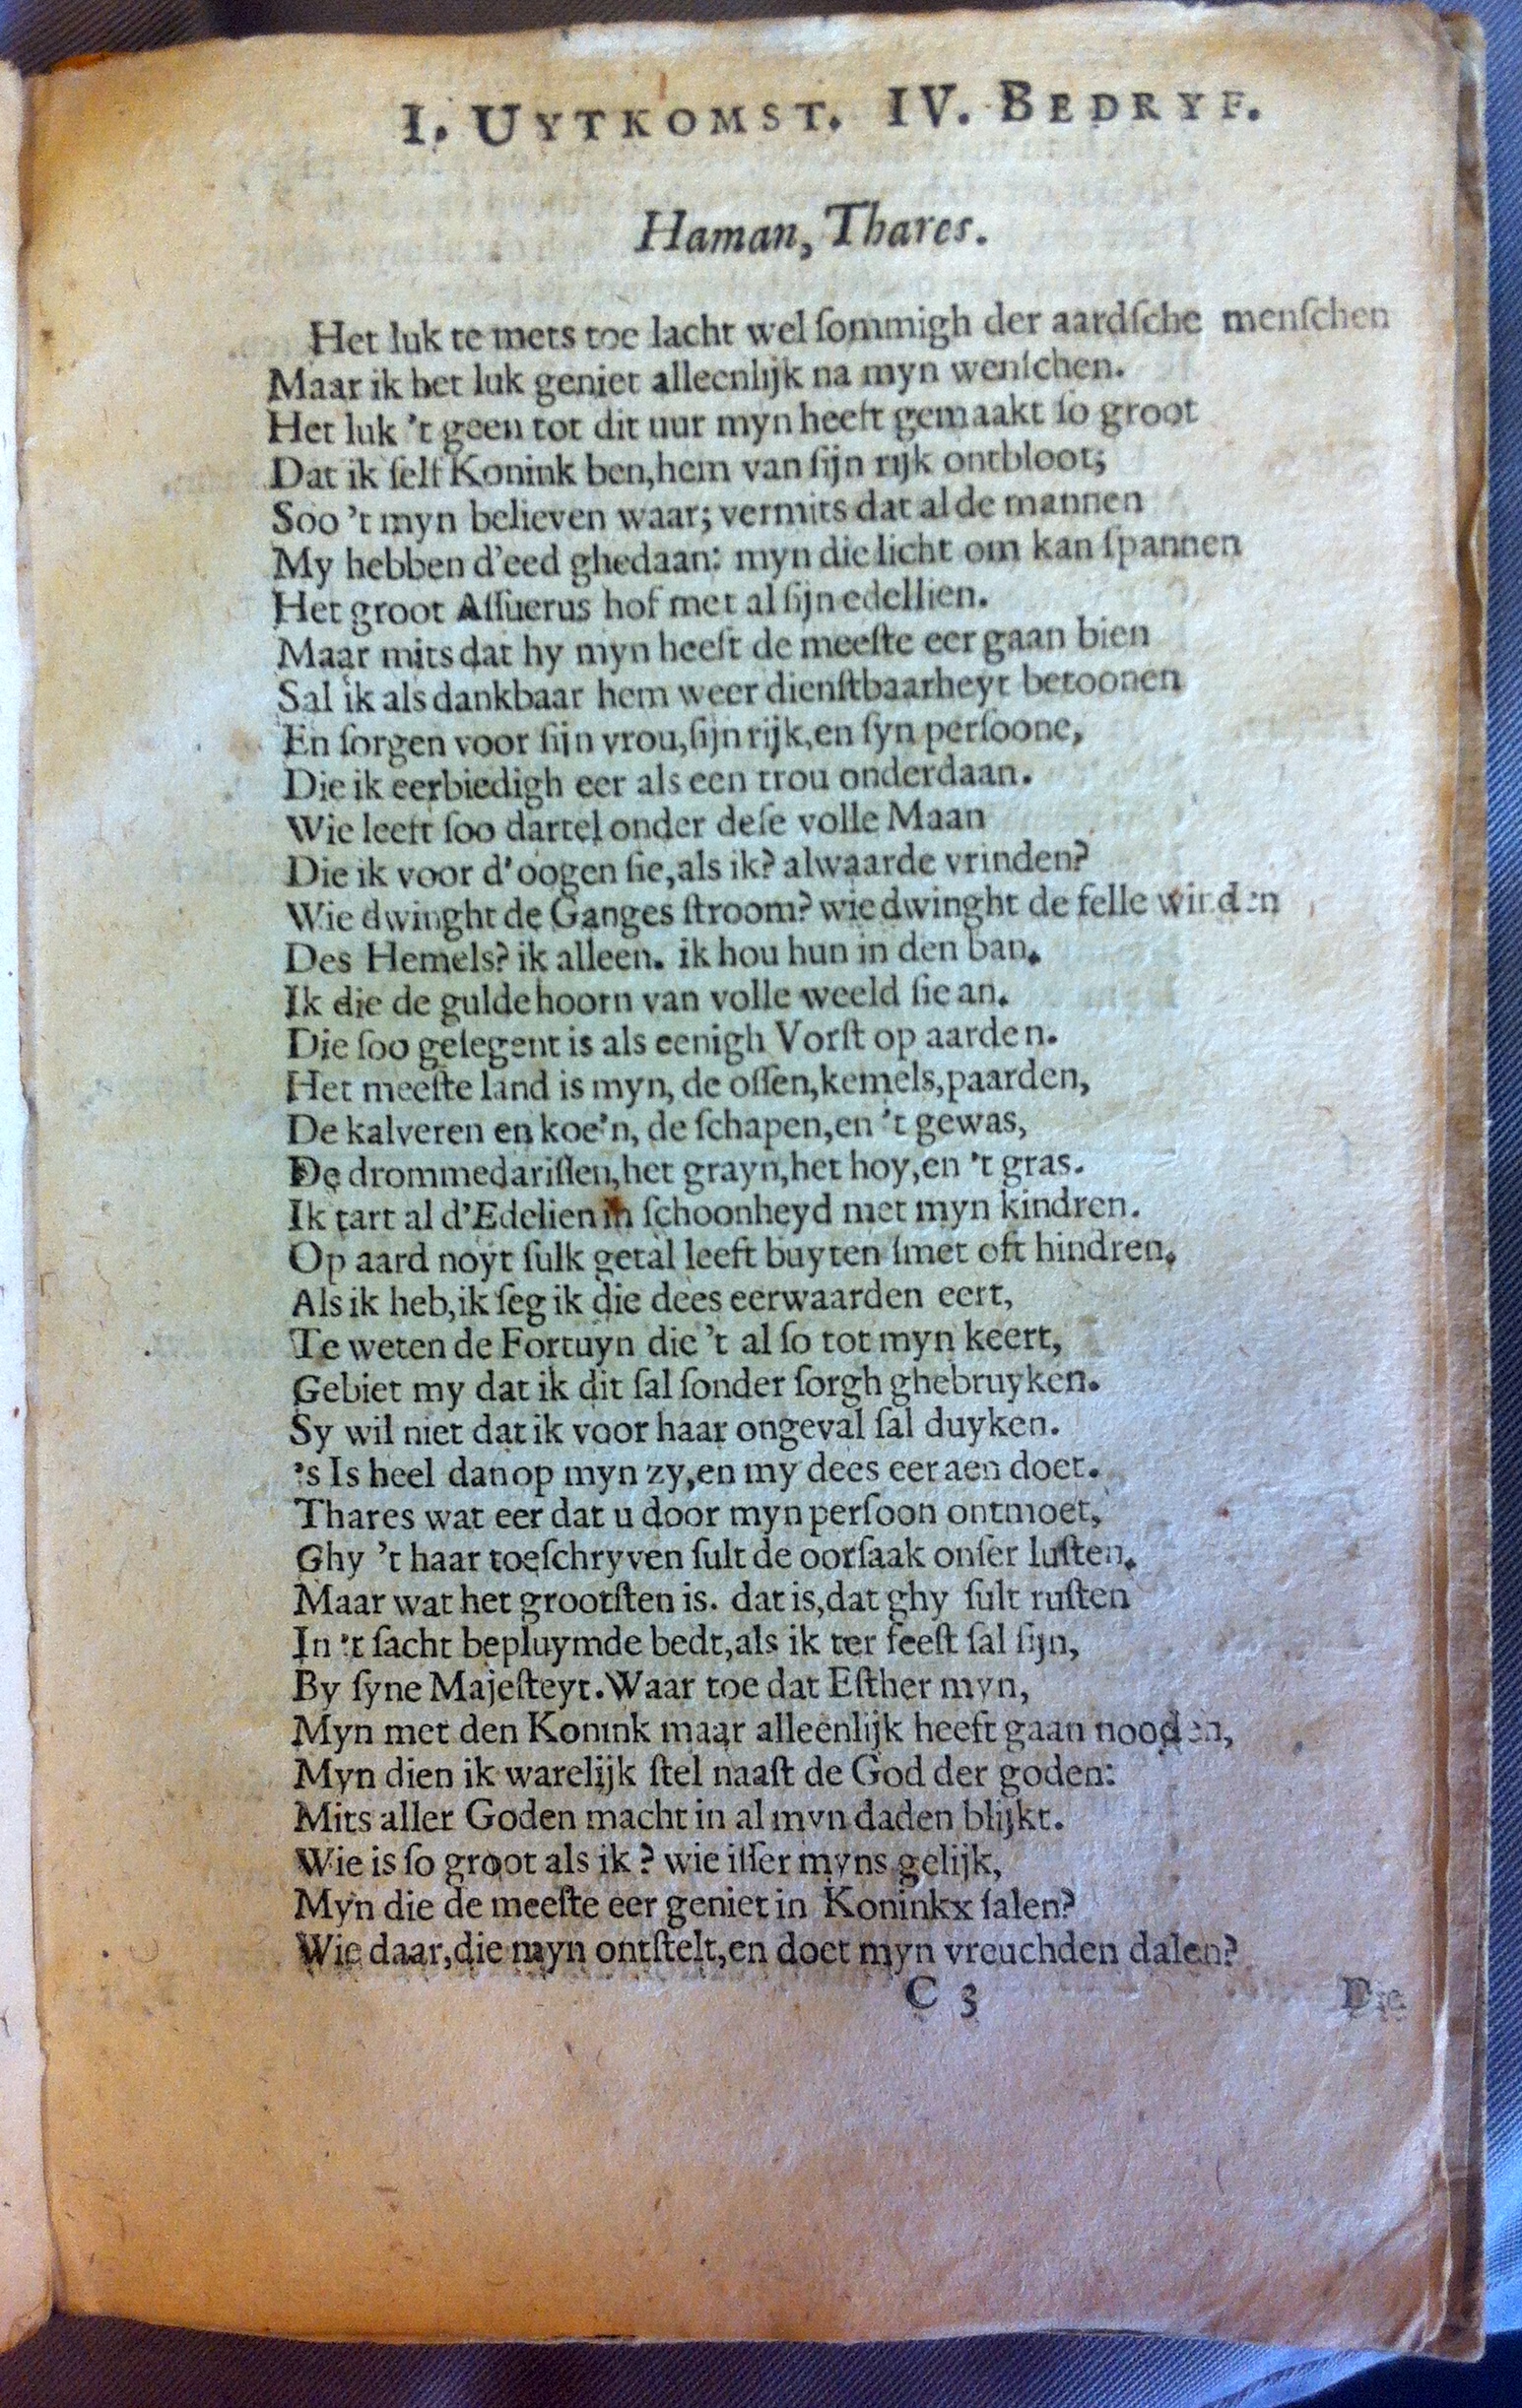 I. UYTKOMST. IV. BEDRYF.
Haman, Thares.
Het luk te mets toe lacht wel ſommigh der aardſche menſchen
Maar ik het luk geniet alleenlijk na myn wenſchen.
Het luk 't geen tot dit uur myn heeft gemaakt ſo groot
Dat ik ſelf Konink ben, hem van ſijn rijk ontbloot;
Soo 't myn believen waar; vermits dat al de mannen
My hebben d'eed ghedaan: myn die licht om kan ſpannen
Het groot Aſſuerus hof met al ſijn edellien.
Maar mits dat hy myn heeft de meeſte eer gaan bien
Sal ik als dankbaar hem weer dienſtbaarheyt betoonen
En ſorgen voor ſijn vrou, ſijn rijk, en ſyn perſoone,
Die ik eerbiedigh eer als een trou onderdaan.
Wie leeft ſoo dartel onder deſe volle Maan
Die ik voor d'oogen ſie, als ik? alwaarde vrinden?
Wie dwinght de Ganges ſtroom? wie dwinght de felle winden
Des Hemels? ik alleen. ik hou hun in den ban.
Ik die de gulde hoorn van volle weeld ſie an.
Die ſoo gelegent is als eenigh Vorſt op aarden.
Het meeſte land is myn, de oſſen, kemels, paarden,
De kalveren en koe'n, de ſchapen, en 't gewas,
De drommedariſſen, het grayn, het hoy, en 't gras.
Ik tart al d'Edelien in ſchoonheyd met myn kindren.
Op aard noyt ſulk getal leeft buyten ſmet oft hindren.
Als ik heb, ik ſeg ik die dees eerwaarden eert,
Te weten de Fortuyn die 't al ſo tot myn keert,
Gebiet my dat ik dit ſal ſonder ſorgh ghebruyken.
Sy wil niet dat ik voor haar ongeval ſal duyken.
's Is heel dan op myn zy, en my dees eer aen doet.
Thares wat eer dat u door myn perſoon ontmoet,
Ghy 't haar toeſchryven ſult de oorſaak onſer luſten.
Maar wat het grootſten is. dat is, dat ghy ſult ruſten
In 't ſacht bepluymde bedt, als ik ter feeſt ſal ſijn,
By ſyne Majeſteyt. Waar toe dat Eſther myn,
Myn met den Konink maar alleenlijk heeft gaan nooden,
Myn dien ik warelijk ſtel naaſt de God der goden:
Mits aller Goden macht in al myn daden blijkt.
Wie is ſo groot als ik? wie iſſer myns gelijk,
Myn die de meeſte eer geniet in Koninkx ſalen?
Wie daar, die myn ontſtelt, en doet myn vreuchden dalen?
C 3
Die